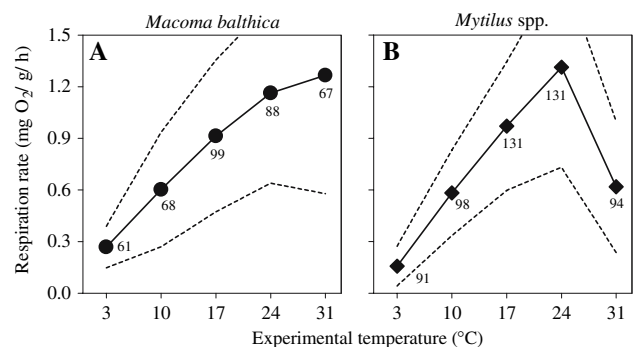 Macoma balthica
Mytilus spp.
A
B
Respiration rate (mg O2/ g/ h)
1.5
1.2
0.9
0.6
0.3
0.0
61
68
99
88
67
91
98
131
131
94
3 10 17 24 31
3 10 17 24 31
Experimental temperature (°C)